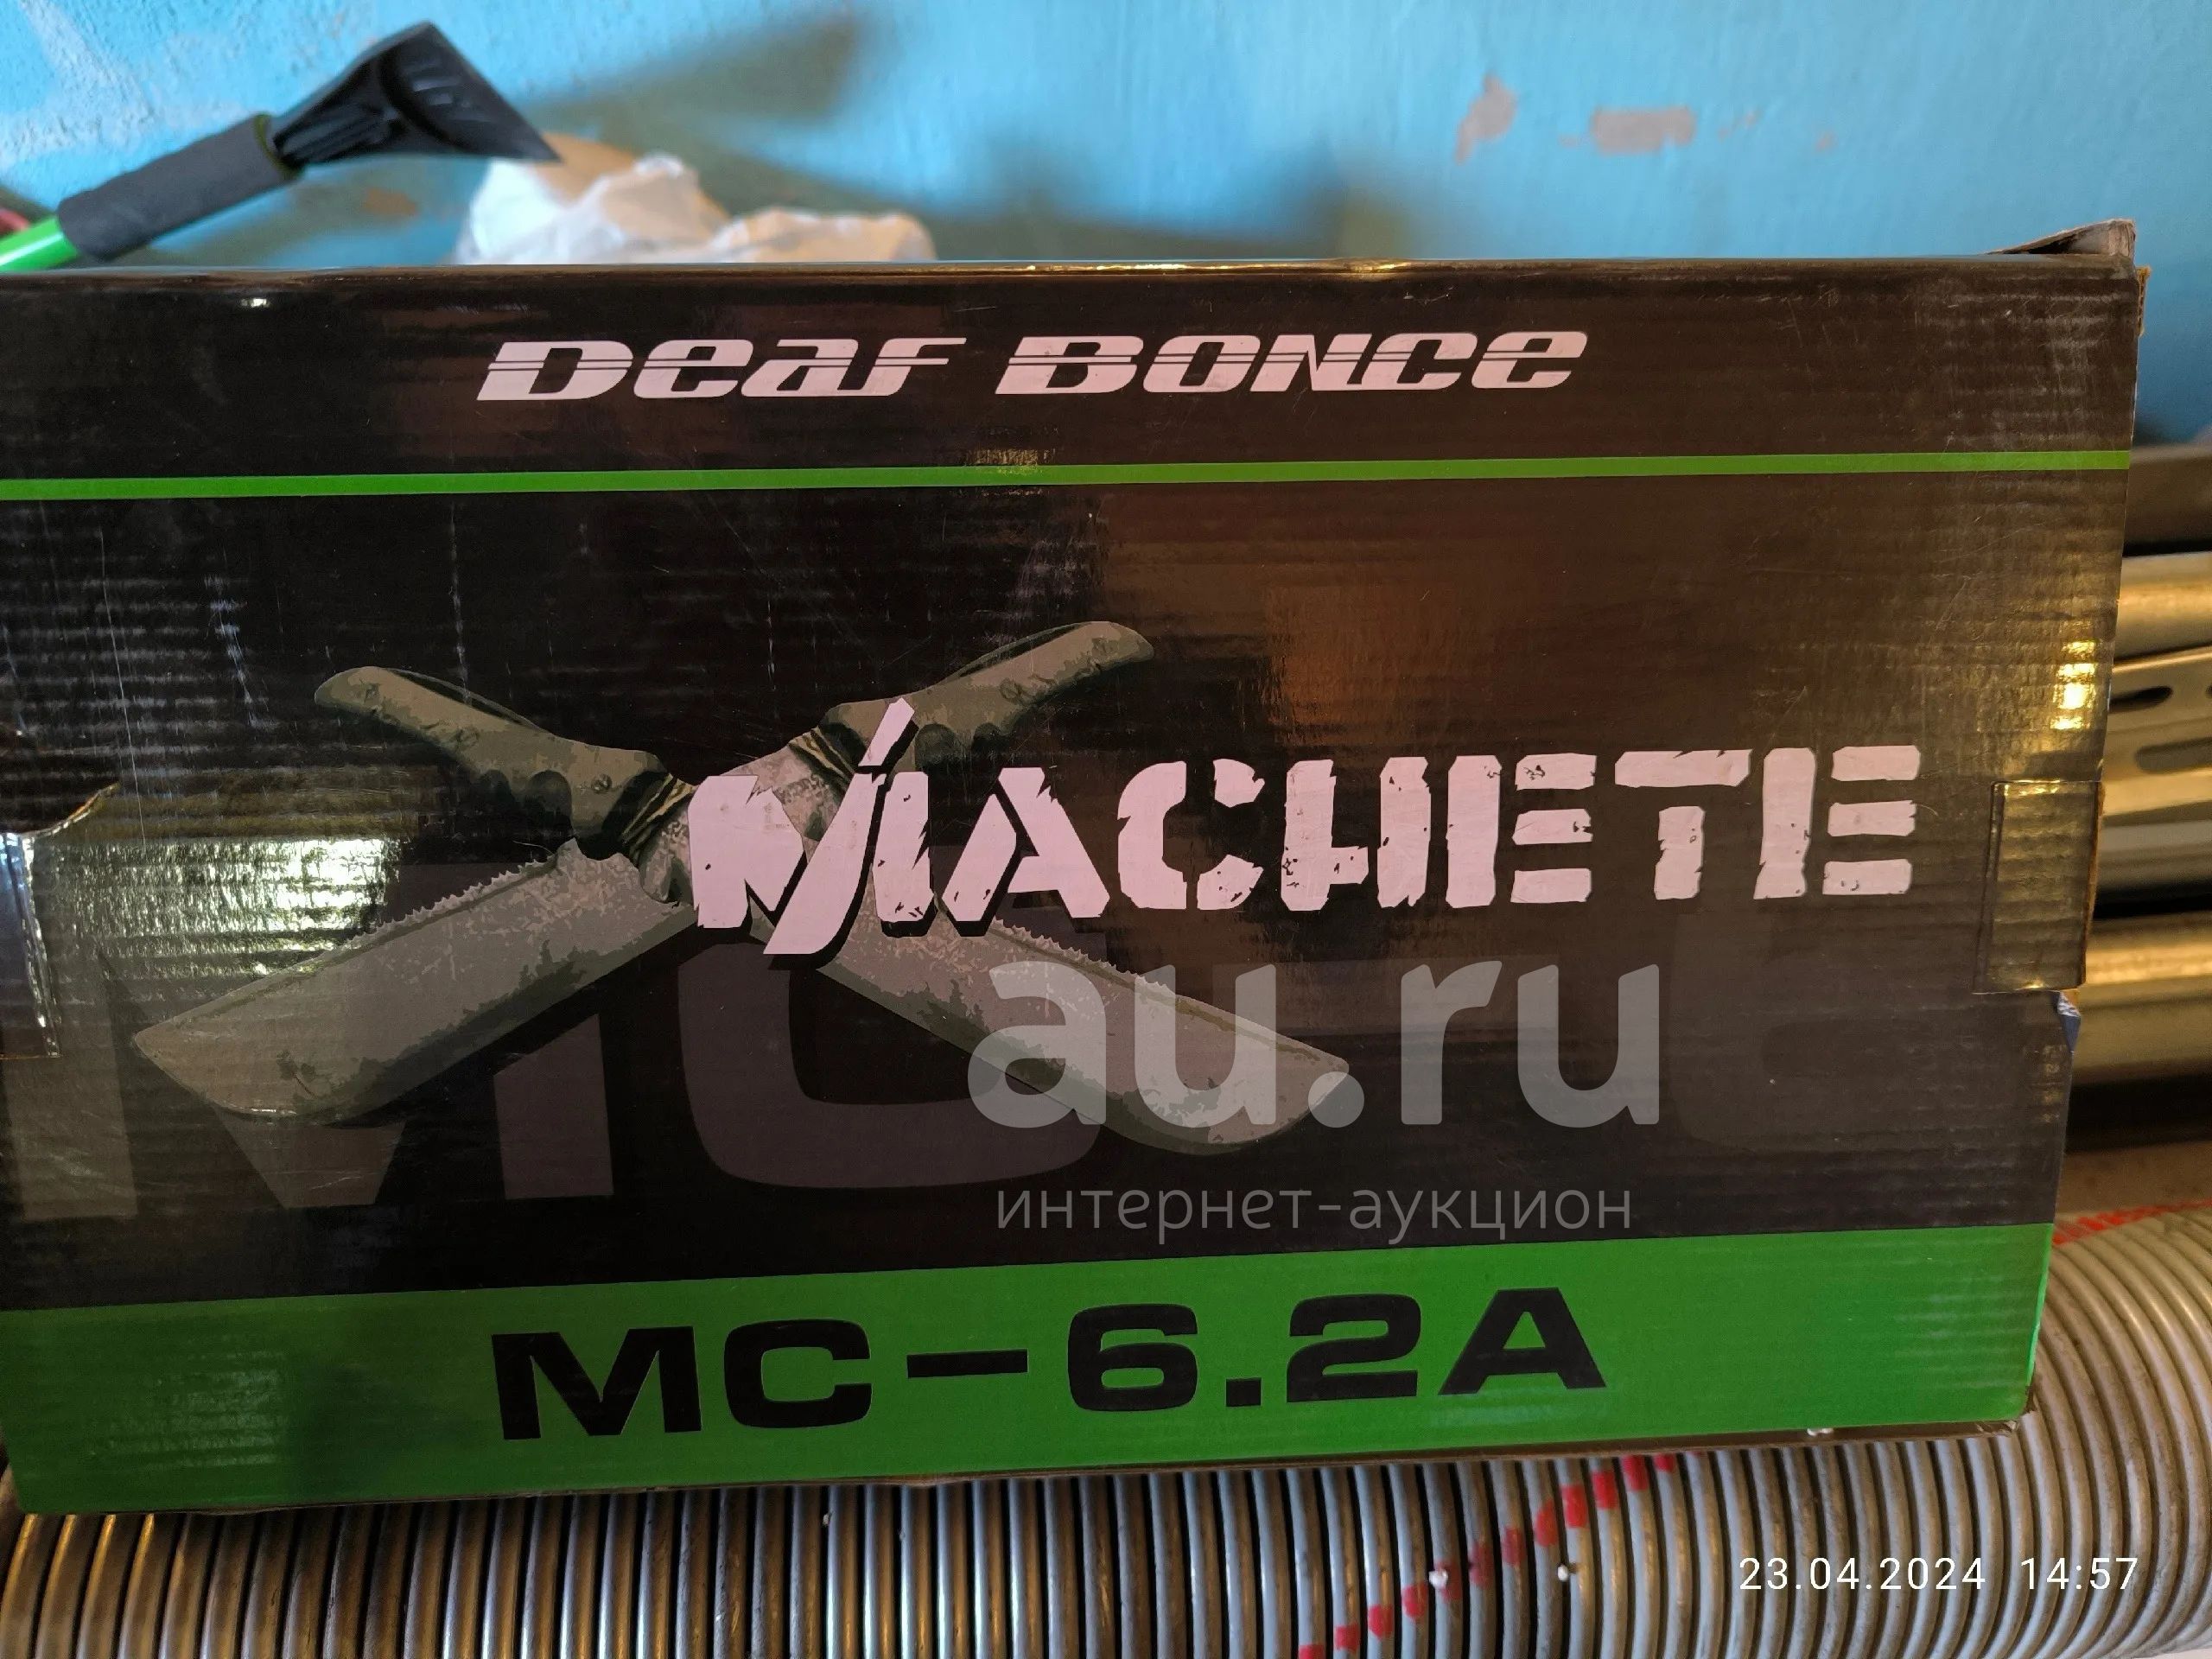 Deaf Bonce
MACHETE
au.ru
интернет-аукцион
MC-6.2A
23.04.2024 14:57